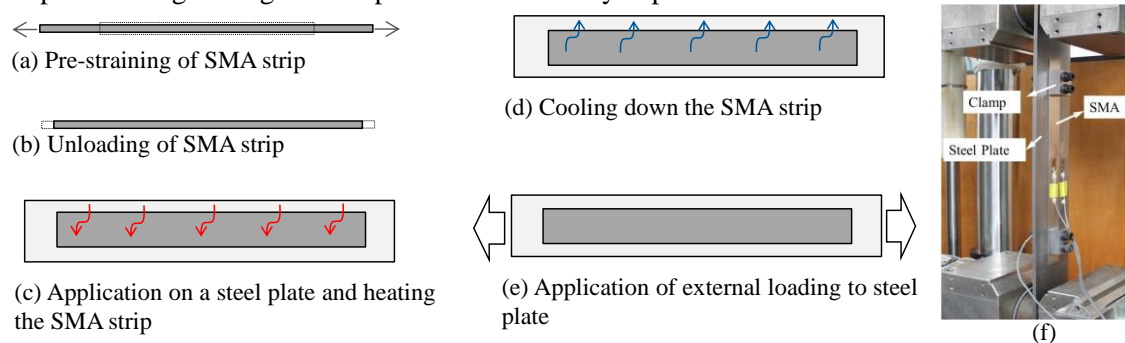 (a) Pre-straining of SMA strip
(b) Unloading of SMA strip
(c) Application on a steel plate and heating
the SMA strip
(d) Cooling down the SMA strip
(e) Application of external loading to steel
plate
Clamp
SMA
Steel Plate
(f)